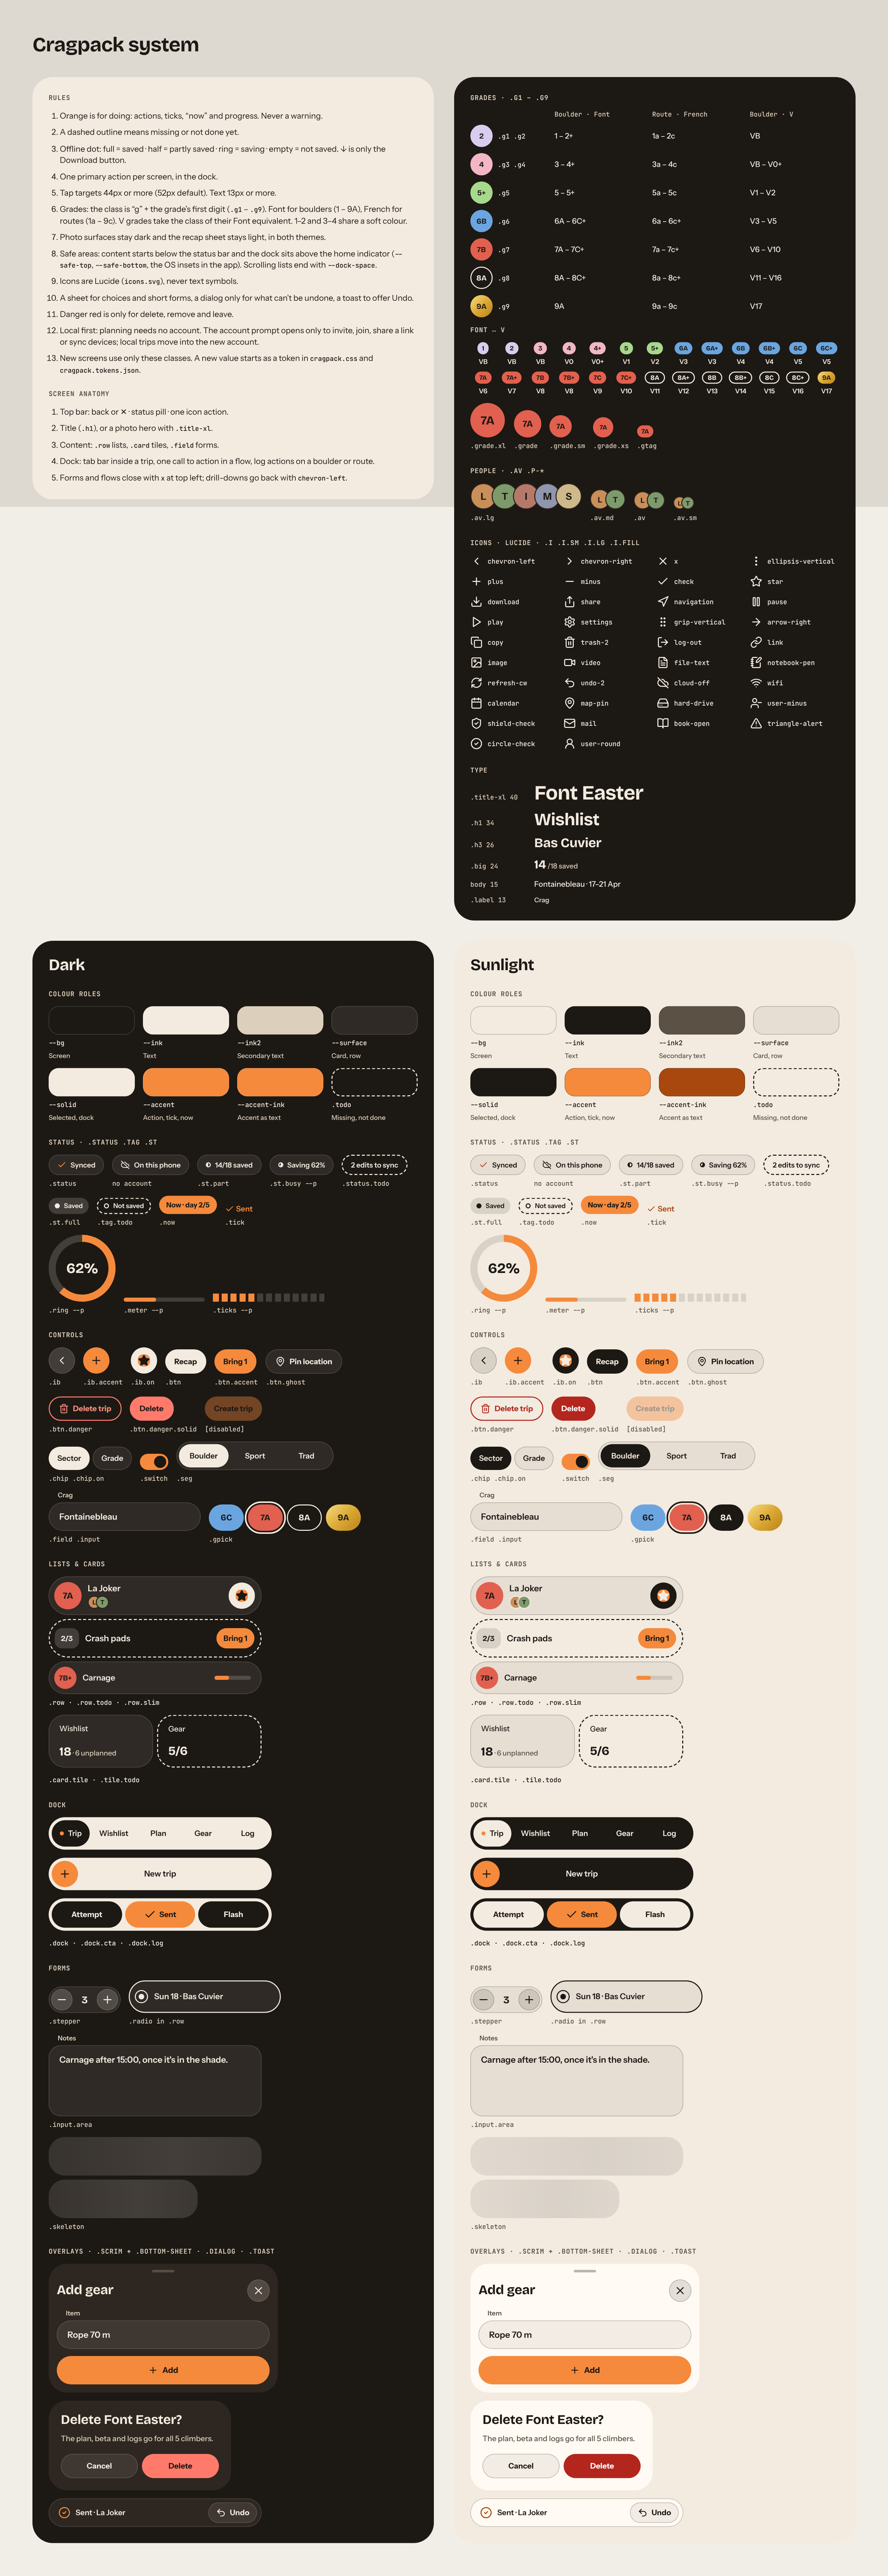 Cragpack system
RULES
1. Orange is for doing: actions, ticks, “now” and progress. Never a warning.
2. A dashed outline means missing or not done yet.
3. Offline dot: full = saved · half = partly saved · ring = saving · empty = not saved. ↓ is only the
Download button.
4. One primary action per screen, in the dock.
5. Tap targets 44px or more (52px default). Text 13px or more.
6. Grades: the class is “g” + the grade’s first digit (.g1 – .g9). Font for boulders (1 – 9A), French for
routes (1a – 9c). V grades take the class of their Font equivalent. 1–2 and 3–4 share a soft colour.
7. Photo surfaces stay dark and the recap sheet stays light, in both themes.
8. Safe areas: content starts below the status bar and the dock sits above the home indicator (--
safe-top, --safe-bottom, the OS insets in the app). Scrolling lists end with --dock-space.
9. Icons are Lucide (icons.svg), never text symbols.
10. A sheet for choices and short forms, a dialog only for what can’t be undone, a toast to offer Undo.
11. Danger red is only for delete, remove and leave.
12. Local first: planning needs no account. The account prompt opens only to invite, join, share a link
or sync devices; local trips move into the new account.
13. New screens use only these classes. A new value starts as a token in cragpack.css and
cragpack.tokens.json.
SCREEN ANATOMY
1. Top bar: back or ✕ · status pill · one icon action.
2. Title (.h1), or a photo hero with .title-xl.
3. Content: .row lists, .card tiles, .field forms.
4. Dock: tab bar inside a trip, one call to action in a flow, log actions on a boulder or route.
5. Forms and flows close with x at top left; drill-downs go back with chevron-left.
GRADES · .G1 – .G9
Boulder · Font Route · French Boulder · V
2 .g1 .g2 1 – 2+ 1a – 2c VB
4 .g3 .g4 3 – 4+ 3a – 4c VB – V0+
5+ .g5 5 – 5+ 5a – 5c V1 – V2
6B .g6 6A – 6C+ 6a – 6c+ V3 – V5
7B .g7 7A – 7C+ 7a – 7c+ V6 – V10
8A .g8 8A – 8C+ 8a – 8c+ V11 – V16
9A .g9 9A 9a – 9c V17
FONT ↔ V
1 2 3 4 4+ 5 5+ 6A 6A+ 6B 6B+ 6C 6C+
VB VB VB V0 V0+ V1 V2 V3 V3 V4 V4 V5 V5
7A 7A+ 7B 7B+ 7C 7C+ 8A 8A+ 8B 8B+ 8C 8C+ 9A
V6 V7 V8 V8 V9 V10 V11 V12 V13 V14 V15 V16 V17
7A 7A 7A 7A 7A
.grade.xl .grade .grade.sm .grade.xs .gtag
PEOPLE · .AV .P-*
L T I M S L T L T L T
.av.lg .av.md .av .av.sm
ICONS · LUCIDE · .I .I.SM .I.LG .I.FILL
chevron-left chevron-right x ellipsis-vertical
plus minus check star
download share navigation pause
play settings grip-vertical arrow-right
copy trash-2 log-out link
image video file-text notebook-pen
refresh-cw undo-2 cloud-off wifi
calendar map-pin hard-drive user-minus
shield-check mail book-open triangle-alert
circle-check user-round
TYPE
.title-xl 40 Font Easter
.h1 34 Wishlist
.h3 26 Bas Cuvier
.big 24 14 /18 saved
body 15 Fontainebleau · 17–21 Apr
.label 13 Crag
Dark
COLOUR ROLES
--bg --ink --ink2 --surface
Screen Text Secondary text Card, row
--solid --accent --accent-ink .todo
Selected, dock Action, tick, now Accent as text Missing, not done
STATUS · .STATUS .TAG .ST
Synced On this phone 14/18 saved Saving 62% 2 edits to sync
.status no account .st.part .st.busy --p .status.todo
Saved Not saved Now · day 2/5 Sent
.st.full .tag.todo .now .tick
62%
.ring --p .meter --p .ticks --p
CONTROLS
Recap Bring 1 Pin location
.ib .ib.accent .ib.on .btn .btn.accent .btn.ghost
Delete trip Delete Create trip
.btn.danger .btn.danger.solid [disabled]
Sector Grade Boulder Sport Trad
.chip .chip.on .switch .seg
Crag
Fontainebleau 6C 7A 8A 9A
.field .input .gpick
LISTS & CARDS
7A La Joker
L T
2/3 Crash pads Bring 1
7B+ Carnage
.row · .row.todo · .row.slim
Wishlist Gear
18 · 6 unplanned 5/6
.card.tile · .tile.todo
DOCK
Trip Wishlist Plan Gear Log
New trip
Attempt Sent Flash
.dock · .dock.cta · .dock.log
FORMS
3 Sun 18 · Bas Cuvier
.stepper .radio in .row
Notes
Carnage after 15:00, once it’s in the shade.
.input.area
.skeleton
OVERLAYS · .SCRIM + .BOTTOM-SHEET · .DIALOG · .TOAST
Add gear
Item
Rope 70 m
Add
Delete Font Easter?
The plan, beta and logs go for all 5 climbers.
Cancel Delete
Sent · La Joker Undo
Sunlight
COLOUR ROLES
--bg --ink --ink2 --surface
Screen Text Secondary text Card, row
--solid --accent --accent-ink .todo
Selected, dock Action, tick, now Accent as text Missing, not done
STATUS · .STATUS .TAG .ST
Synced On this phone 14/18 saved Saving 62% 2 edits to sync
.status no account .st.part .st.busy --p .status.todo
Saved Not saved Now · day 2/5 Sent
.st.full .tag.todo .now .tick
62%
.ring --p .meter --p .ticks --p
CONTROLS
Recap Bring 1 Pin location
.ib .ib.accent .ib.on .btn .btn.accent .btn.ghost
Delete trip Delete Create trip
.btn.danger .btn.danger.solid [disabled]
Sector Grade Boulder Sport Trad
.chip .chip.on .switch .seg
Crag
Fontainebleau 6C 7A 8A 9A
.field .input .gpick
LISTS & CARDS
7A La Joker
L T
2/3 Crash pads Bring 1
7B+ Carnage
.row · .row.todo · .row.slim
Wishlist Gear
18 · 6 unplanned 5/6
.card.tile · .tile.todo
DOCK
Trip Wishlist Plan Gear Log
New trip
Attempt Sent Flash
.dock · .dock.cta · .dock.log
FORMS
3 Sun 18 · Bas Cuvier
.stepper .radio in .row
Notes
Carnage after 15:00, once it’s in the shade.
.input.area
.skeleton
OVERLAYS · .SCRIM + .BOTTOM-SHEET · .DIALOG · .TOAST
Add gear
Item
Rope 70 m
Add
Delete Font Easter?
The plan, beta and logs go for all 5 climbers.
Cancel Delete
Sent · La Joker Undo